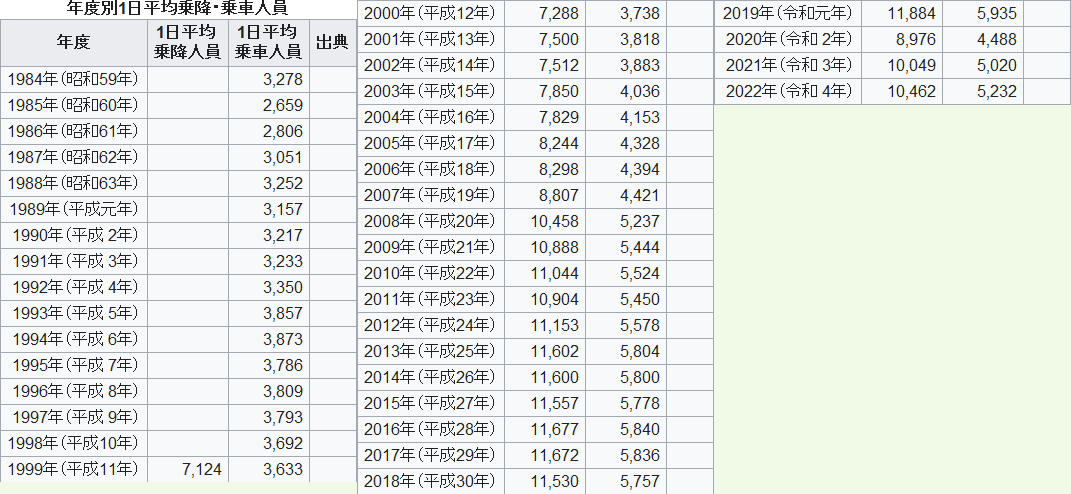 年度別1日平均乗降・乗車人員
年度 1日平均乗降人員 1日平均乗車人員 出典
1984年(昭和59年) 3,278
1985年(昭和60年) 2,659
1986年(昭和61年) 2,806
1987年(昭和62年) 3,051
1988年(昭和63年) 3,252
1989年(平成元年) 3,157
1990年(平成 2年) 3,217
1991年(平成 3年) 3,233
1992年(平成 4年) 3,350
1993年(平成 5年) 3,857
1994年(平成 6年) 3,873
1995年(平成 7年) 3,786
1996年(平成 8年) 3,809
1997年(平成 9年) 3,793
1998年(平成10年) 3,692
1999年(平成11年) 7,124 3,633
2000年(平成12年) 7,288 3,738
2001年(平成13年) 7,500 3,818
2002年(平成14年) 7,512 3,883
2003年(平成15年) 7,850 4,036
2004年(平成16年) 7,829 4,153
2005年(平成17年) 8,244 4,328
2006年(平成18年) 8,298 4,394
2007年(平成19年) 8,807 4,421
2008年(平成20年) 10,458 5,237
2009年(平成21年) 10,888 5,444
2010年(平成22年) 11,044 5,524
2011年(平成23年) 10,904 5,450
2012年(平成24年) 11,153 5,578
2013年(平成25年) 11,602 5,804
2014年(平成26年) 11,600 5,800
2015年(平成27年) 11,557 5,778
2016年(平成28年) 11,677 5,840
2017年(平成29年) 11,672 5,836
2018年(平成30年) 11,530 5,757
2019年(令和元年) 11,884 5,935
2020年(令和 2年) 8,976 4,488
2021年(令和 3年) 10,049 5,020
2022年(令和 4年) 10,462 5,232